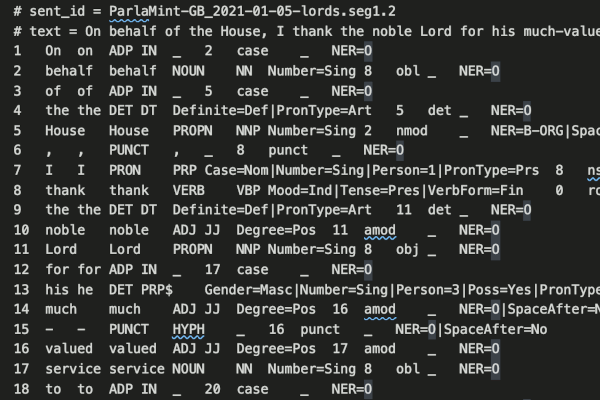 # sent_id = ParlaMint-GB_2021-01-05-lords.seg1.2
# text = On behalf of the House, I thank the noble Lord for his much-value
1 On on ADP IN _ 2 case _ NER=O
2 behalf behalf NOUN NN Number=Sing 8 obl _ NER=O
3 of of ADP IN _ 5 case _ NER=O
4 the the DET DT Definite=Def|PronType=Art 5 det _ NER=O
5 House House PROPN NNP Number=Sing 2 nmod _ NER=B-ORG|Spac
6 , , PUNCT , _ 8 punct _ NER=O
7 I I PRON PRP Case=Nom|Number=Sing|Person=1|PronType=Prs 8 ns
8 thank thank VERB VBP Mood=Ind|Tense=Pres|VerbForm=Fin 0 ro
9 the the DET DT Definite=Def|PronType=Art 11 det _ NER=O
10 noble noble ADJ JJ Degree=Pos 11 amod _ NER=O
11 Lord Lord PROPN NNP Number=Sing 8 obj _ NER=O
12 for for ADP IN _ 17 case _ NER=O
13 his he DET PRP$ Gender=Masc|Number=Sing|Person=3|Poss=Yes|PronType
14 much much ADJ JJ Degree=Pos 16 amod _ NER=O|SpaceAfter=N
15 - - PUNCT HYPH _ 16 punct _ NER=O|SpaceAfter=No
16 valued valued ADJ JJ Degree=Pos 17 amod _ NER=O
17 service service NOUN NN Number=Sing 8 obl _ NER=O
18 to to ADP IN _ 20 case _ NER=O